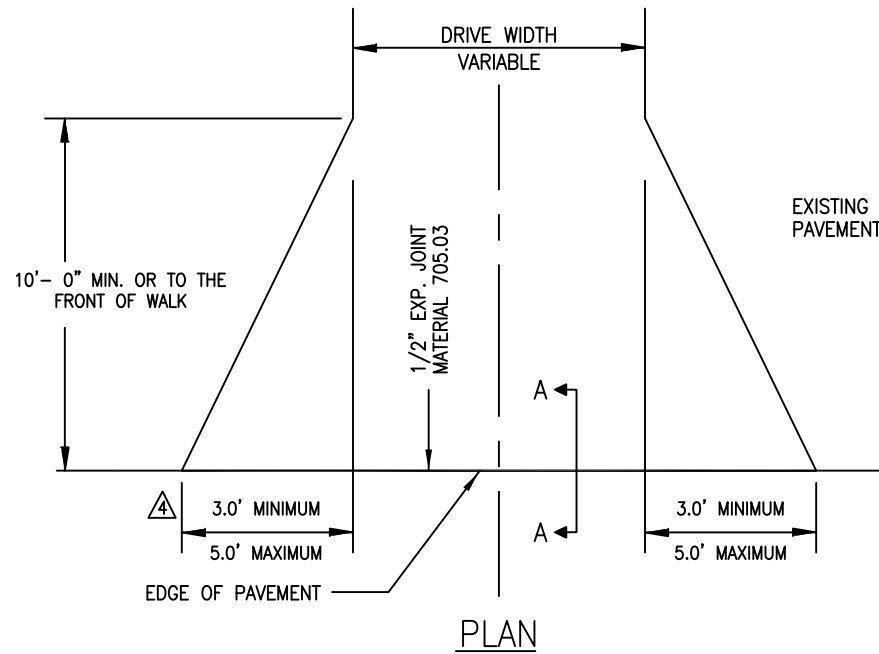 DRIVE WIDTH
VARIABLE
EXISTING
PAVEMENT
10'- 0" MIN. OR TO THE
FRONT OF WALK
1/2" EXP. JOINT
MATERIAL 705.03
A
A
4
3.0' MINIMUM
5.0' MAXIMUM
3.0' MINIMUM
5.0' MAXIMUM
EDGE OF PAVEMENT
PLAN